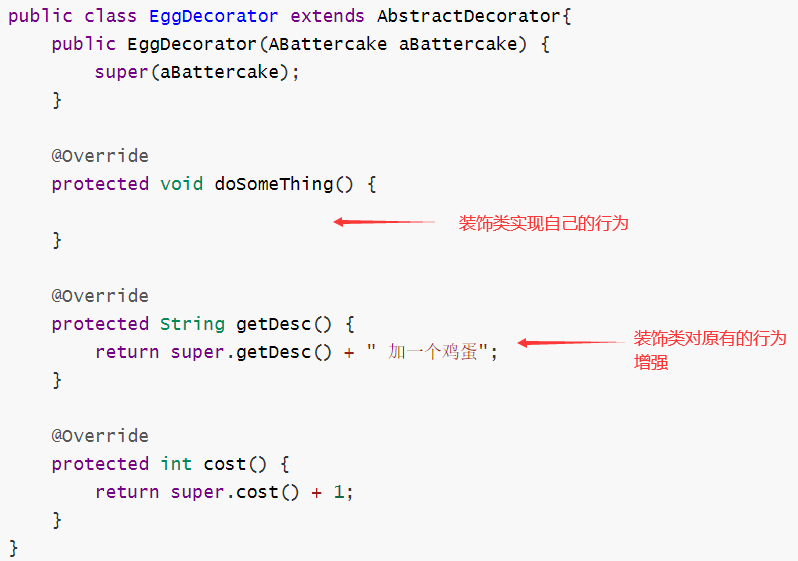 public class EggDecorator extends AbstractDecorator{
    public EggDecorator(ABattercake aBattercake) {
        super(aBattercake);
    }

    @Override
    protected void doSomeThing() {
装饰类实现自己的行为
    }

    @Override
    protected String getDesc() {
        return super.getDesc() + " 加一个鸡蛋";
装饰类对原有的行为
增强
    }

    @Override
    protected int cost() {
        return super.cost() + 1;
    }
}